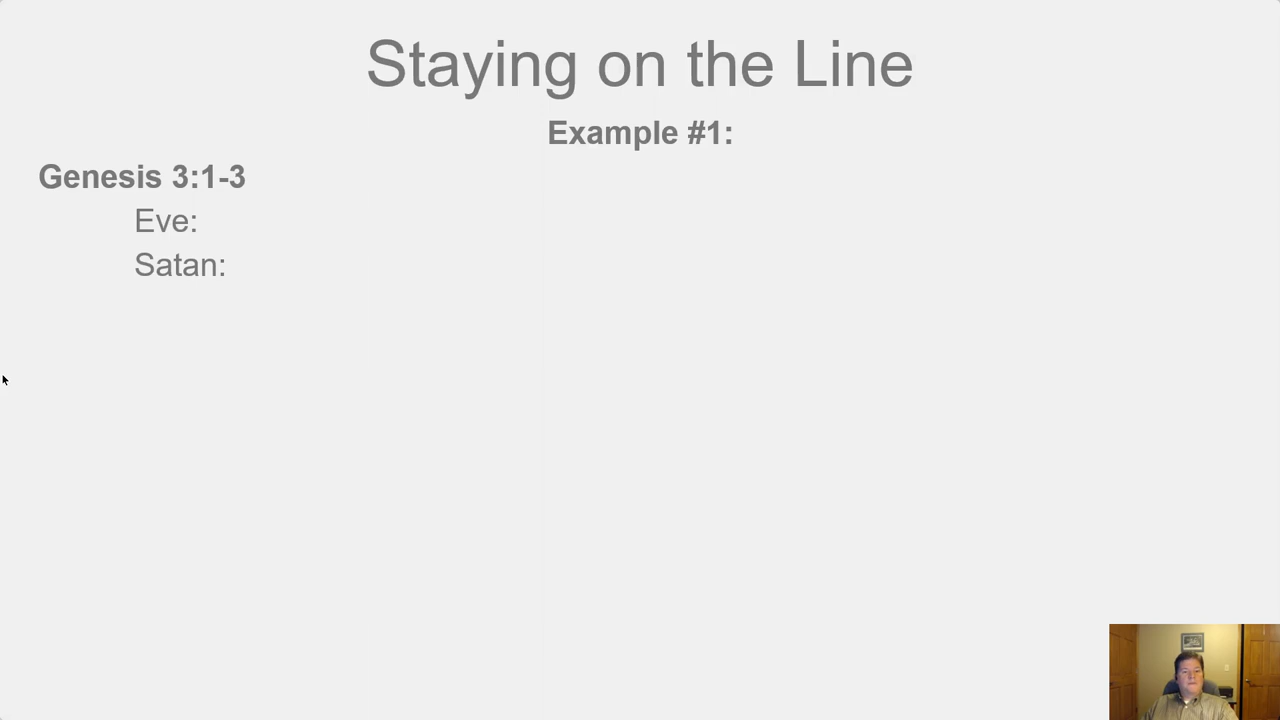 Staying on the Line
Example #1:
Genesis 3:1-3
Eve:
Satan: